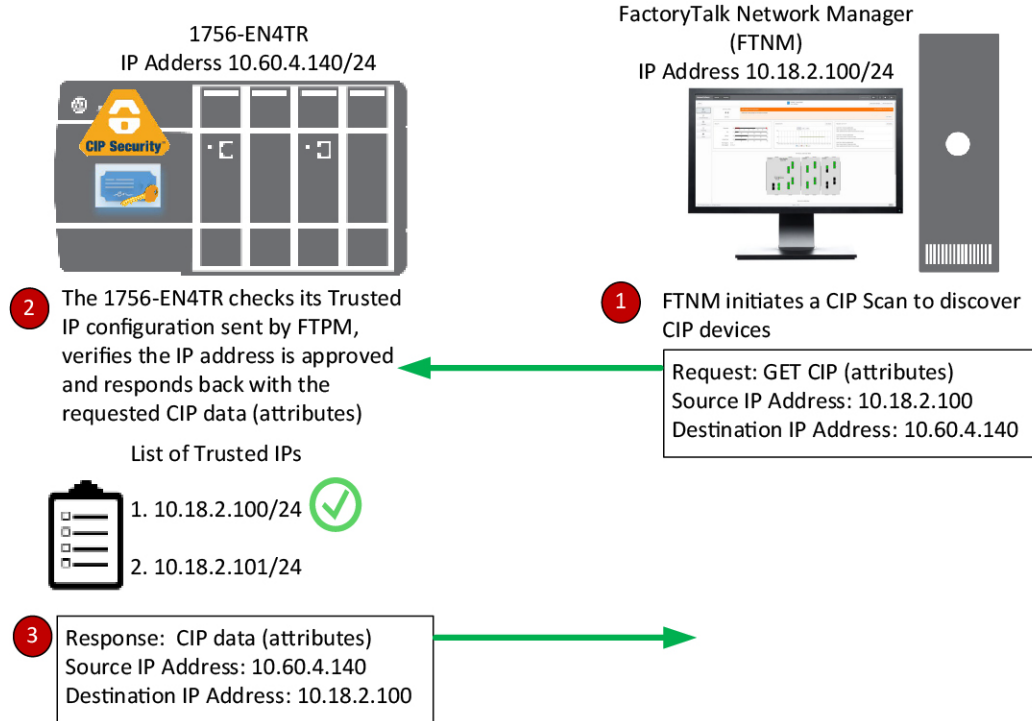 1756-EN4TR
IP Adderss 10.60.4.140/24
FactoryTalk Network Manager
(FTNM)
IP Address 10.18.2.100/24
CIP Security
2
The 1756-EN4TR checks its Trusted
IP configuration sent by FTPM,
verifies the IP address is approved
and responds back with the
requested CIP data (attributes)
1
FTNM initiates a CIP Scan to discover
CIP devices
Request: GET CIP (attributes)
Source IP Address: 10.18.2.100
Destination IP Address: 10.60.4.140
List of Trusted IPs
1. 10.18.2.100/24
2. 10.18.2.101/24
3
Response:  CIP data (attributes)
Source IP Address: 10.60.4.140
Destination IP Address: 10.18.2.100